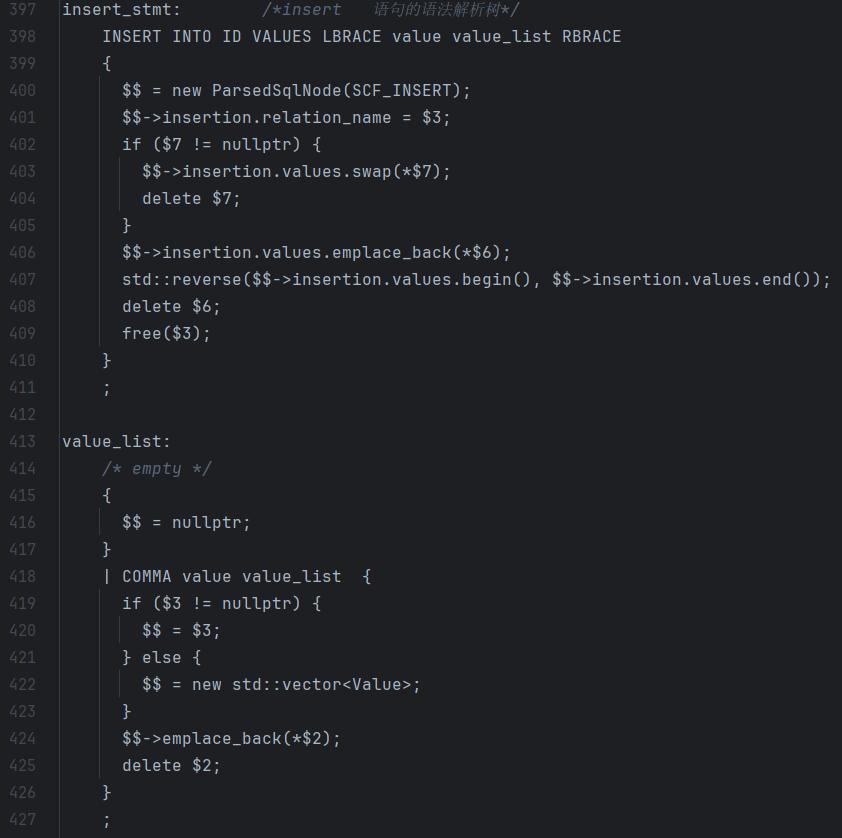 397 insert_stmt:        /*insert   语句的语法解析树*/
398     INSERT INTO ID VALUES LBRACE value value_list RBRACE
399     {
400       $$ = new ParsedSqlNode(SCF_INSERT);
401       $$->insertion.relation_name = $3;
402       if ($7 != nullptr) {
403         $$->insertion.values.swap(*$7);
404         delete $7;
405       }
406       $$->insertion.values.emplace_back(*$6);
407       std::reverse($$->insertion.values.begin(), $$->insertion.values.end());
408       delete $6;
409       free($3);
410     }
411     ;
412
413 value_list:
414     /* empty */
415     {
416       $$ = nullptr;
417     }
418     | COMMA value value_list  {
419       if ($3 != nullptr) {
420         $$ = $3;
421       } else {
422         $$ = new std::vector<Value>;
423       }
424       $$->emplace_back(*$2);
425       delete $2;
426     }
427     ;